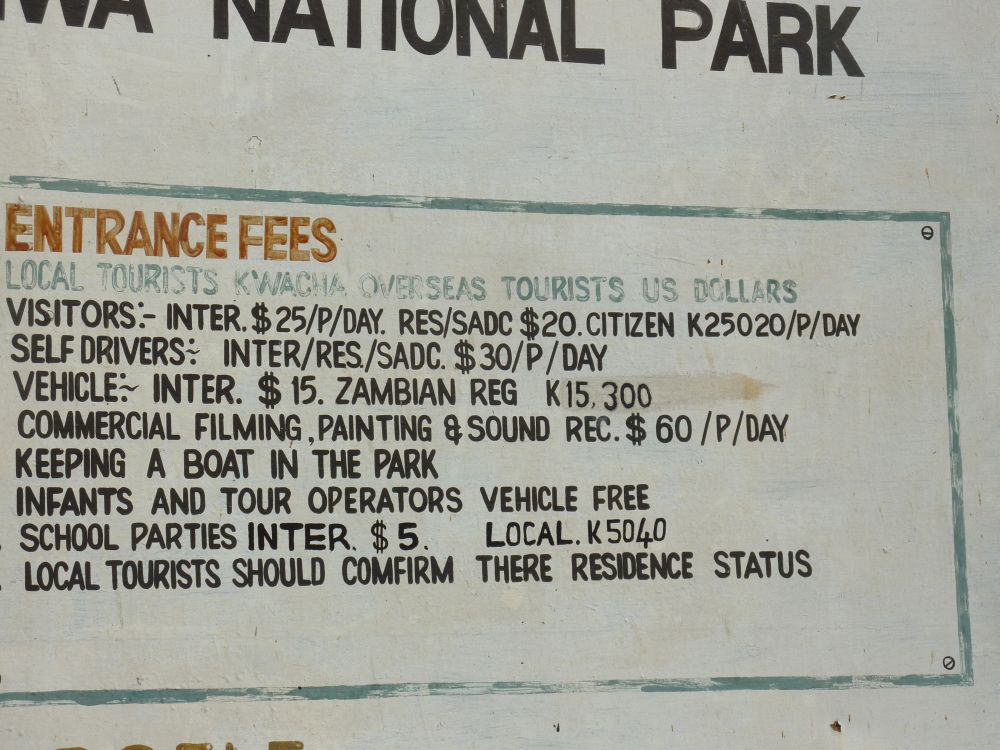 WA NATIONAL PARK
ENTRANCE FEES
LOCAL TOURISTS KWACHA OVERSEAS TOURISTS US DOLLARS
VISITORS:- INTER. $25/P/DAY. RES/SADC $20. CITIZEN K25020/P/DAY
SELF DRIVERS:~ INTER/RES./SADC. $30/P/DAY
VEHICLE:~ INTER. $15. ZAMBIAN REG K15,300
COMMERCIAL FILMING, PAINTING & SOUND REC. $60/P/DAY
KEEPING A BOAT IN THE PARK
INFANTS AND TOUR OPERATORS VEHICLE FREE
SCHOOL PARTIES INTER. $5. LOCAL. K5040
LOCAL TOURISTS SHOULD COMFIRM THERE RESIDENCE STATUS